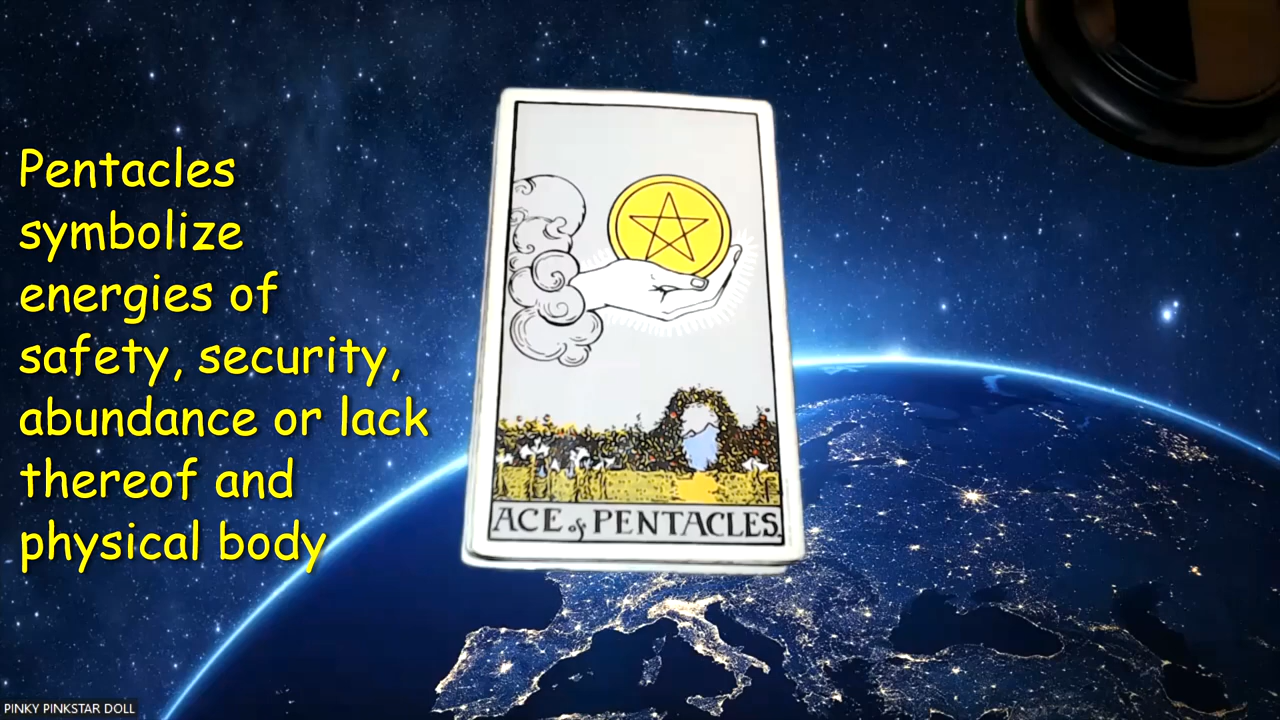 Pentacles
symbolize
energies of
safety, security,
abundance or lack
thereof and
physical body
ACE of PENTACLES.
PINKY PINKSTAR DOLL